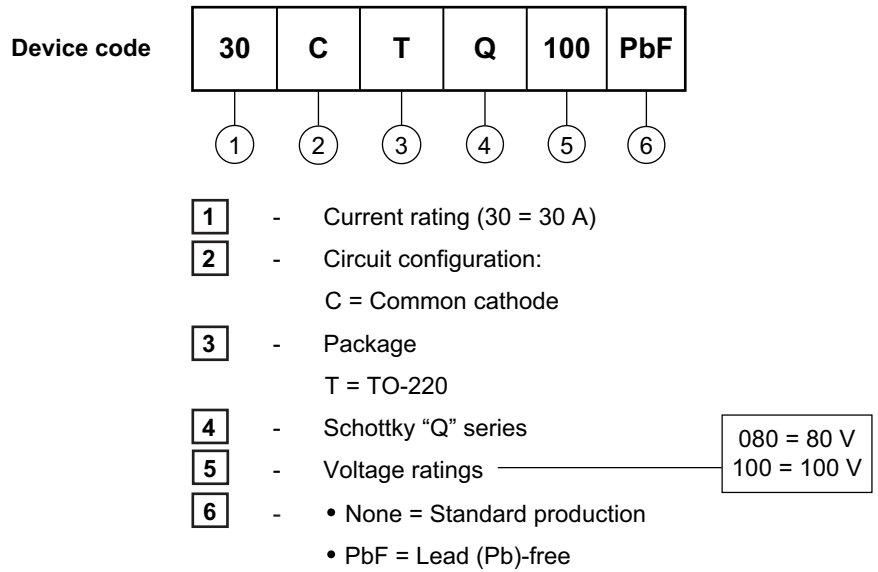 Device code 30 C T Q 100 PbF
1 2 3 4 5 6
1 - Current rating (30 = 30 A)
2 - Circuit configuration:
C = Common cathode
3 - Package
T = TO-220
4 - Schottky “Q” series
5 - Voltage ratings
080 = 80 V
100 = 100 V
6 - • None = Standard production
• PbF = Lead (Pb)-free